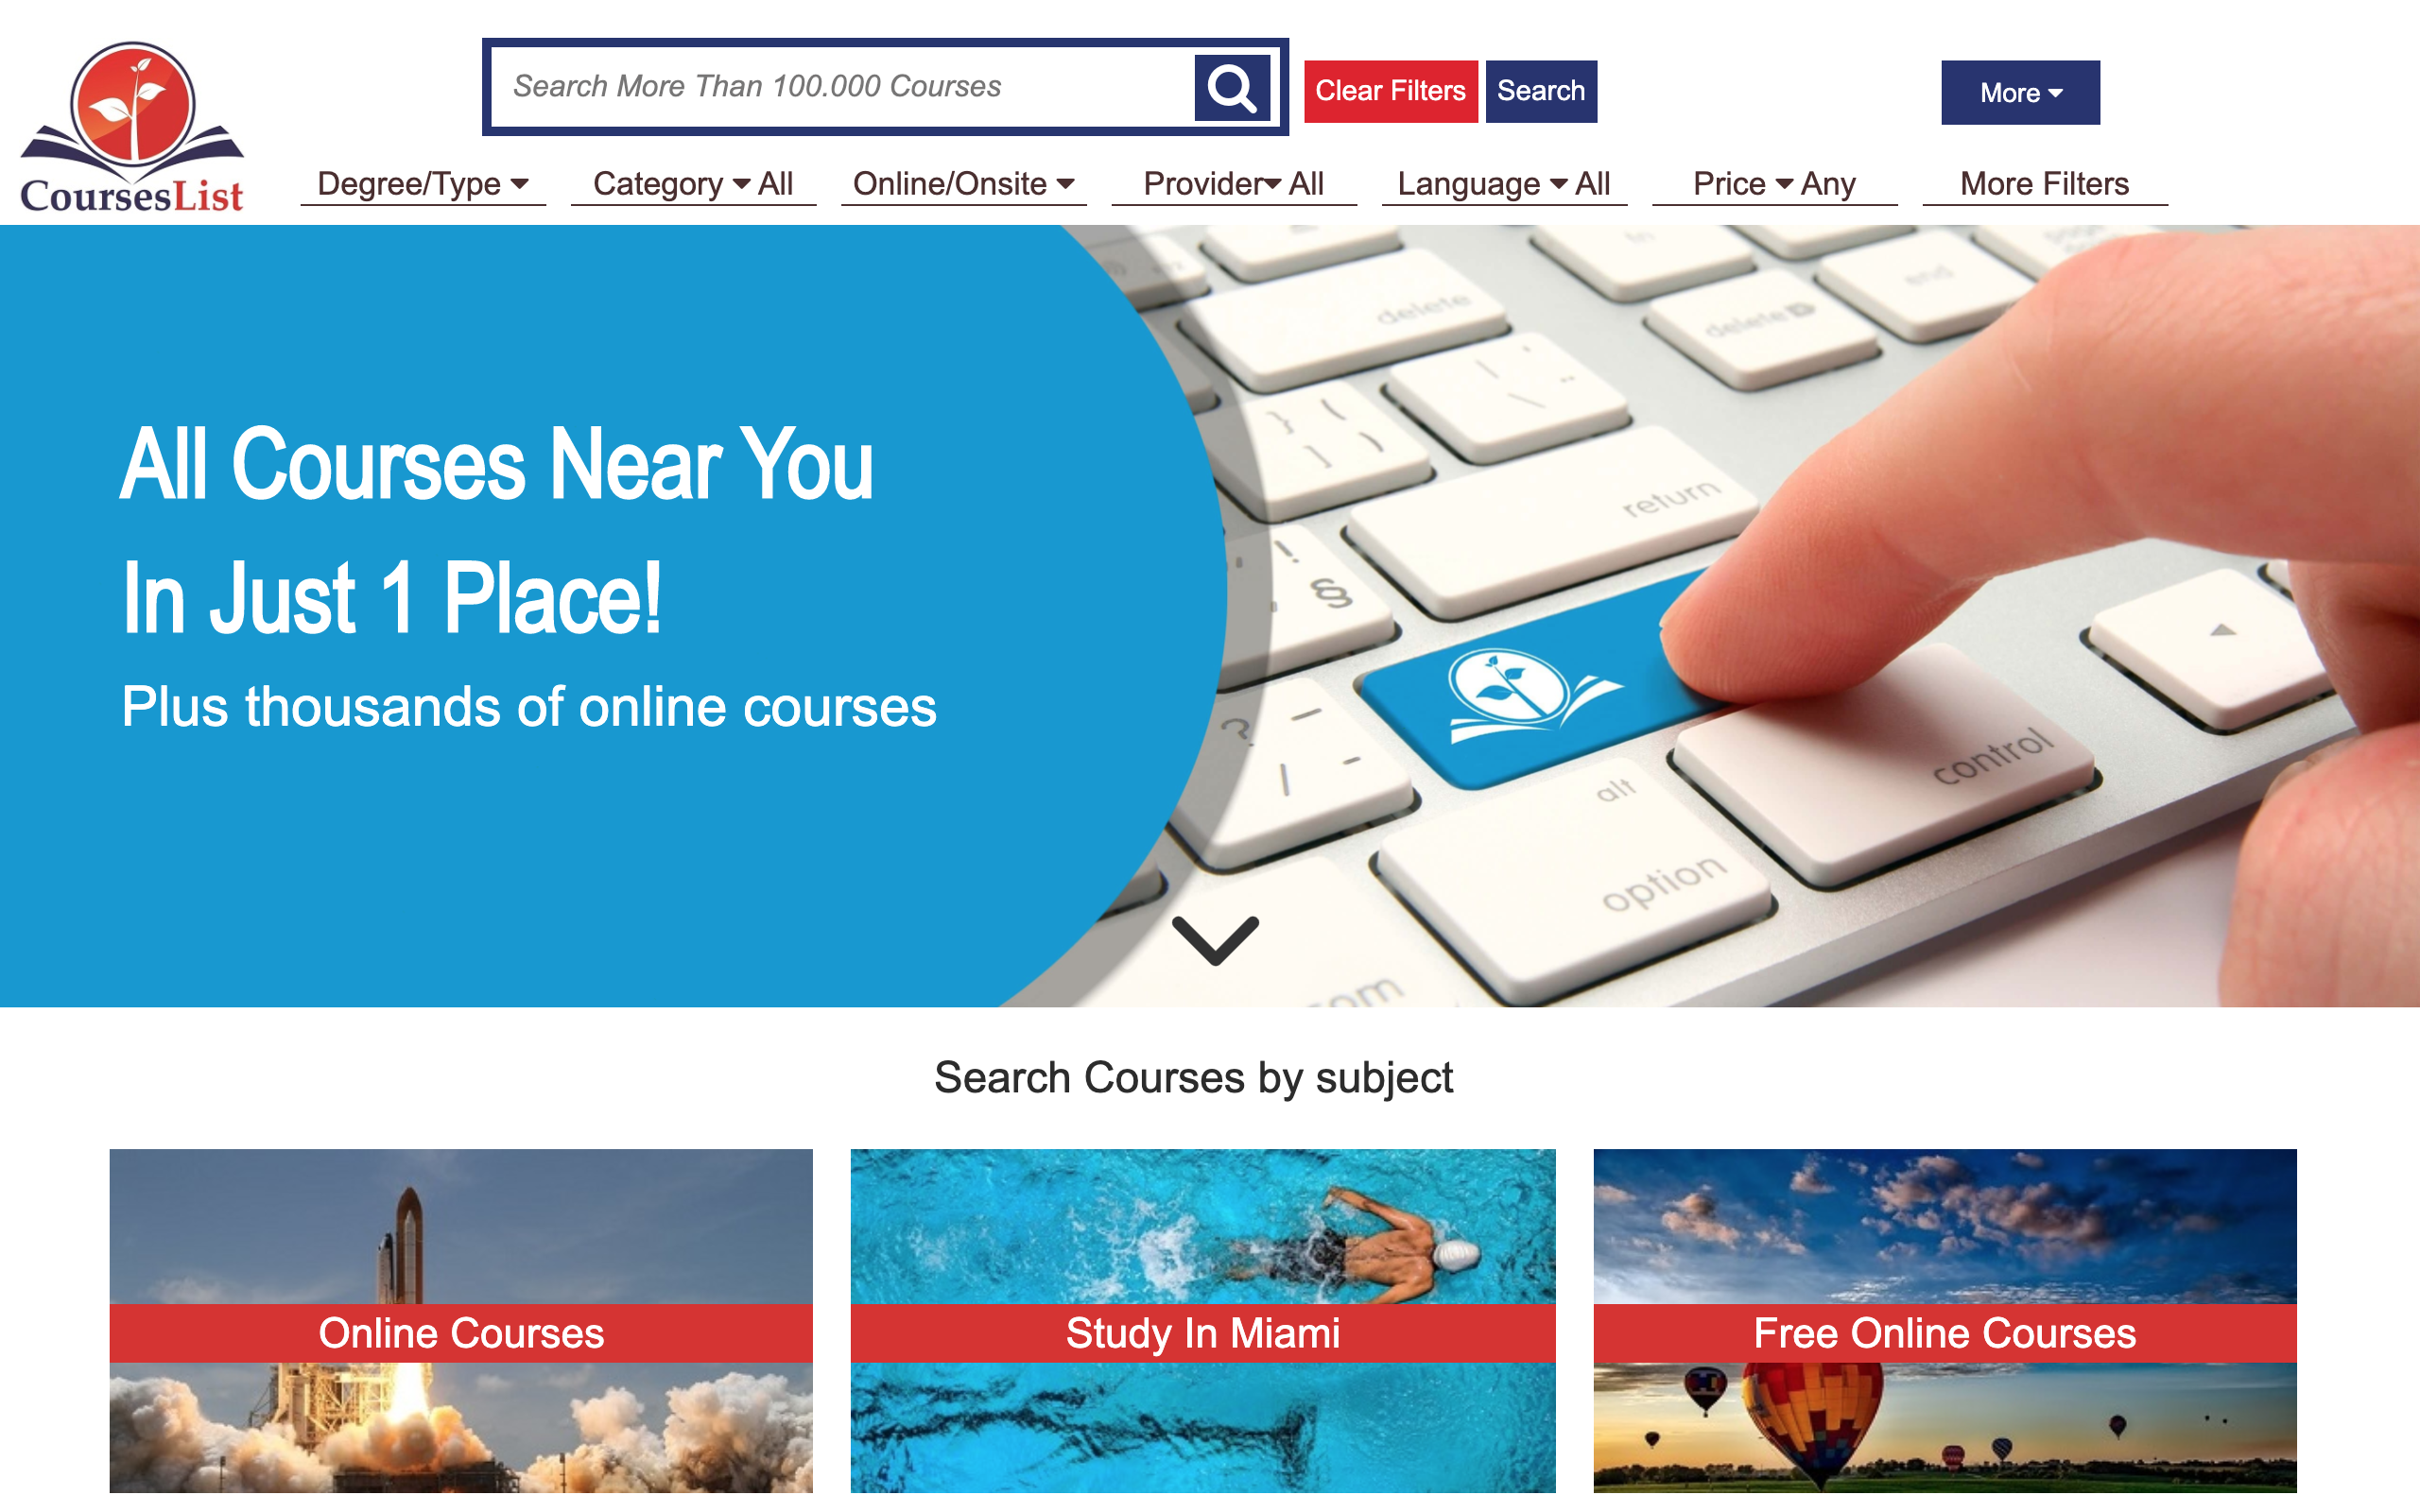 CoursesList
Search More Than 100.000 Courses
Clear Filters
Search
More
Degree/Type
Category All
Online/Onsite
Provider All
Language All
Price Any
More Filters
All Courses Near You
In Just 1 Place!
Plus thousands of online courses
delete
delete
end
return
control
alt
option
Search Courses by subject
Online Courses
Study In Miami
Free Online Courses